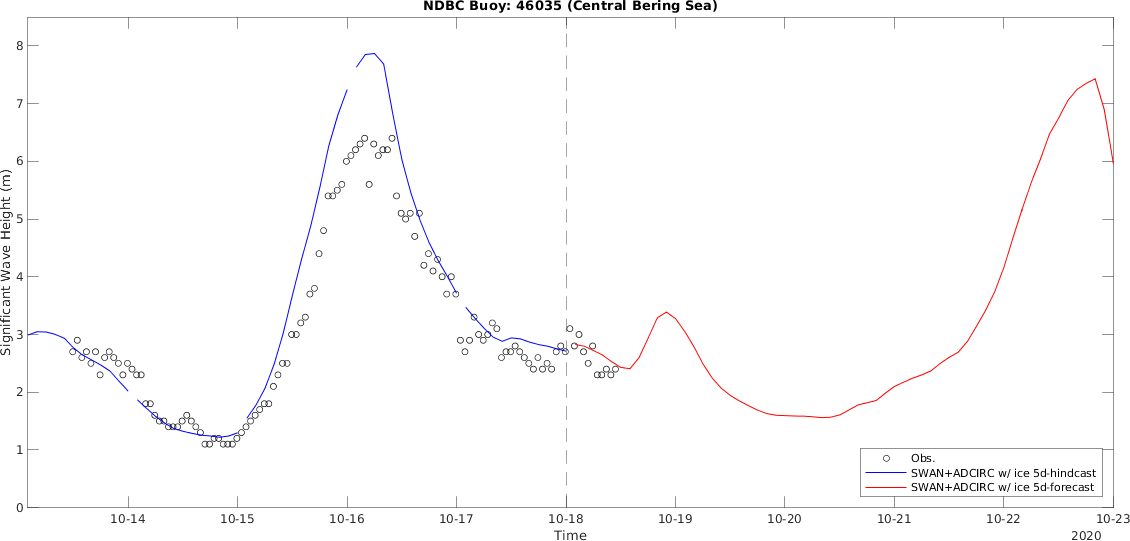 NDBC Buoy: 46035 (Central Bering Sea)
Significant Wave Height (m)
8
7
6
5
4
3
2
1
0
Obs.
SWAN+ADCIRC w/ ice 5d-hindcast
SWAN+ADCIRC w/ ice 5d-forecast
10-14 10-15 10-16 10-17 10-18 10-19 10-20 10-21 10-22 10-23
Time
2020